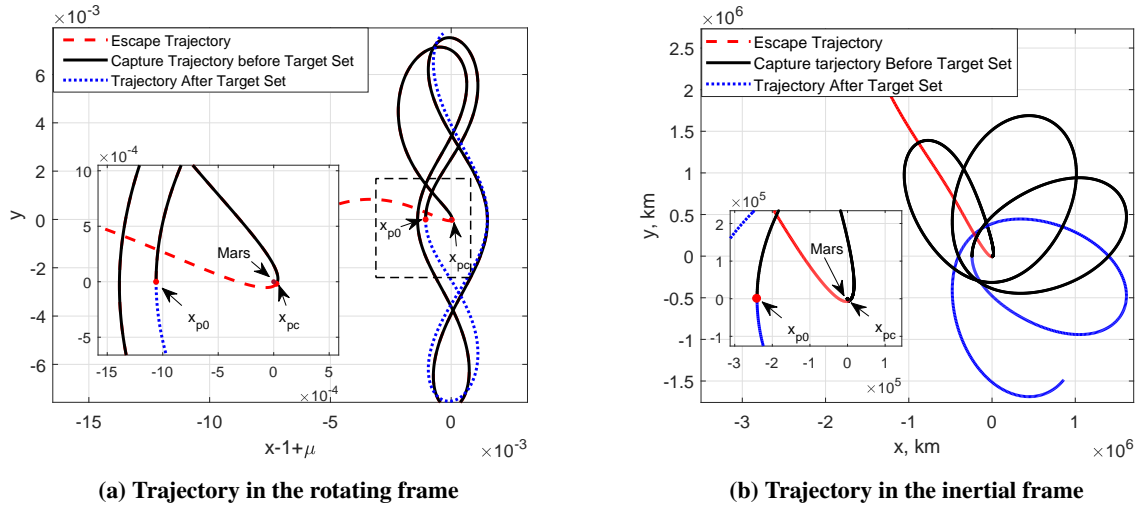 ×10⁻³
Escape Trajectory
Capture Trajectory before Target Set
Trajectory After Target Set
6
4
2
0
-2
-4
-6
y
×10⁻⁴
10
5
0
-5
Mars
x_p0
x_pc
-15
-10
-5
0
5
×10⁻⁴
x_p0
x_pc
-15
-10
-5
0
×10⁻³
x-1+μ
(a) Trajectory in the rotating frame
×10⁶
Escape Trajectory
Capture tarjectory Before Target Set
Trajectory After Target Set
2.5
2
1.5
1
0.5
0
-0.5
-1
-1.5
y, km
×10⁵
2
1
0
-1
Mars
x_p0
x_pc
-3
-2
-1
0
1
×10⁵
-3
-2
-1
0
1
×10⁶
x, km
(b) Trajectory in the inertial frame